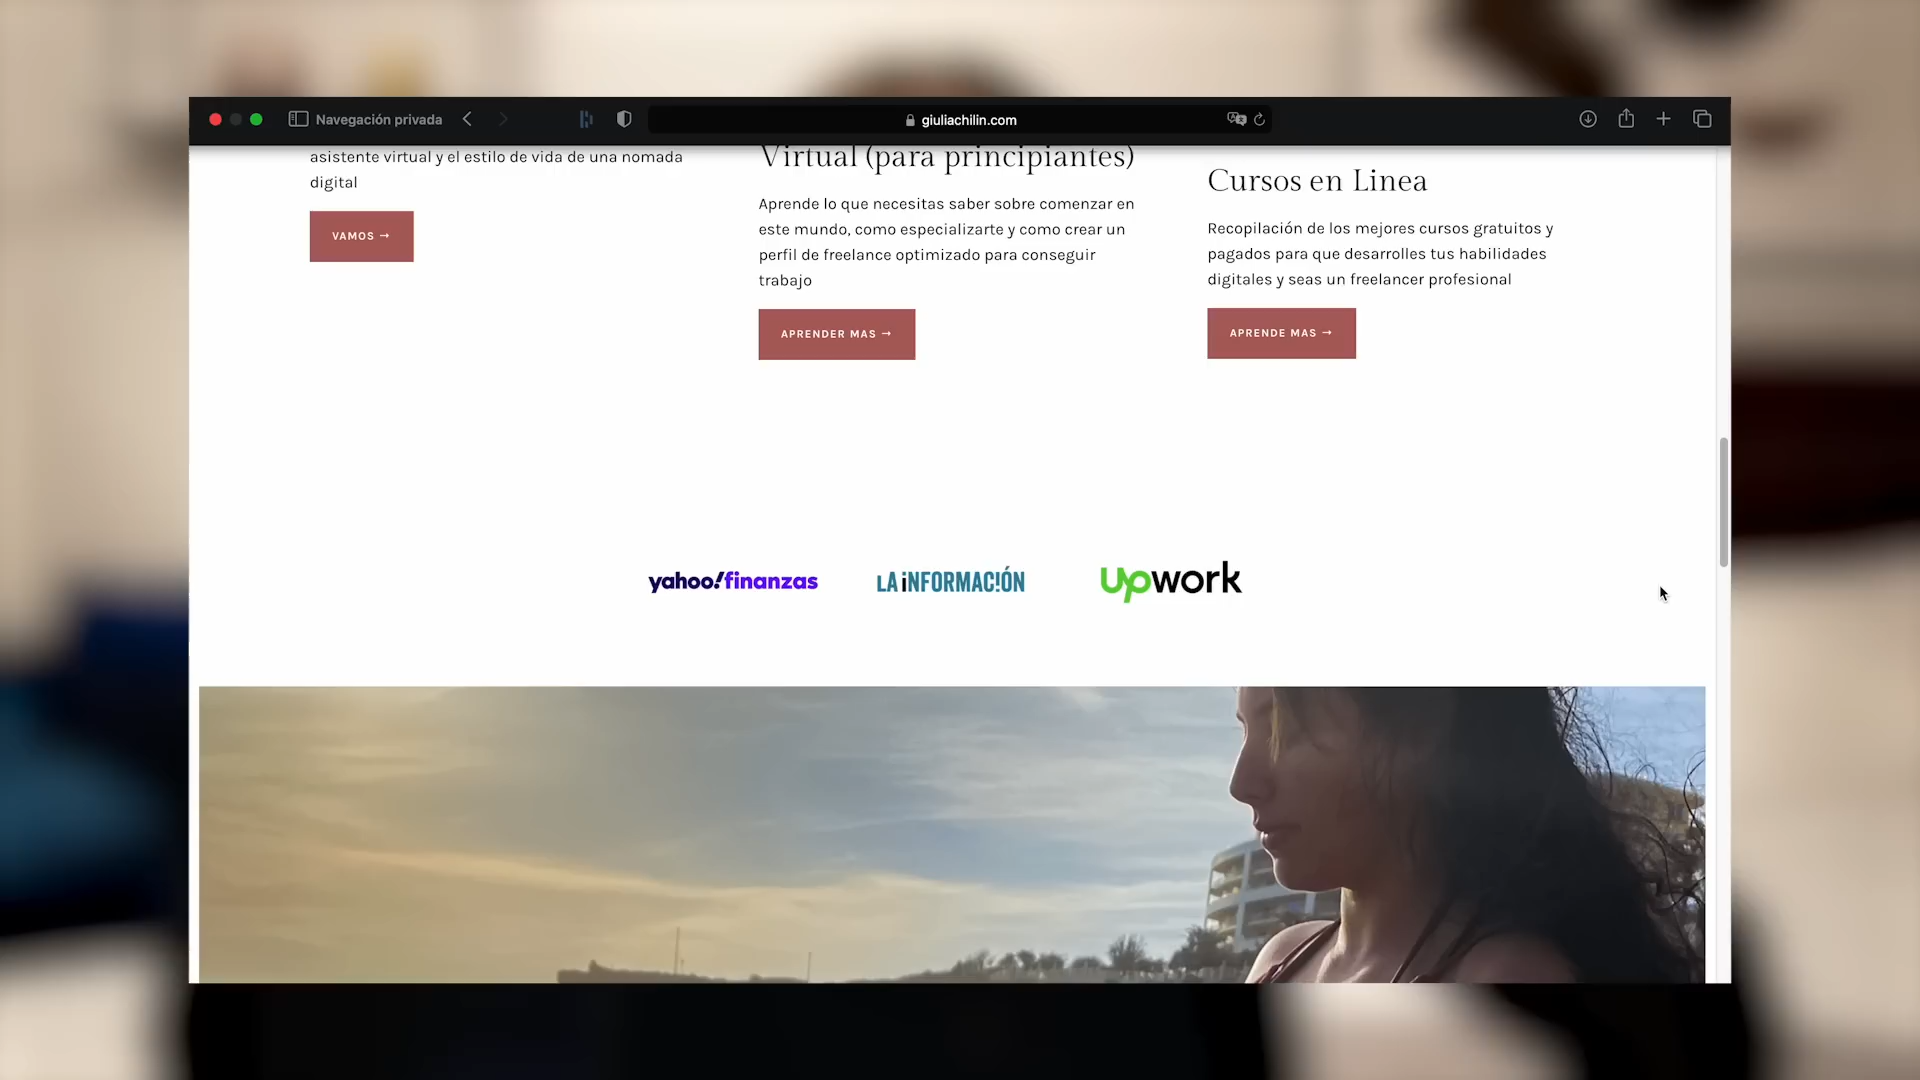 Navegación privada
giuliachilin.com
asistente virtual y el estilo de vida de una nomada
digital
VAMOS →
Virtual (para principiantes)
Aprende lo que necesitas saber sobre comenzar en
este mundo, como especializarte y como crear un
perfil de freelance optimizado para conseguir
trabajo
APRENDER MAS →
Cursos en Linea
Recopilación de los mejores cursos gratuitos y
pagados para que desarrolles tus habilidades
digitales y seas un freelancer profesional
APRENDE MAS →
yahoo!finanzas
LA iNFORMAC!ÓN
upwork